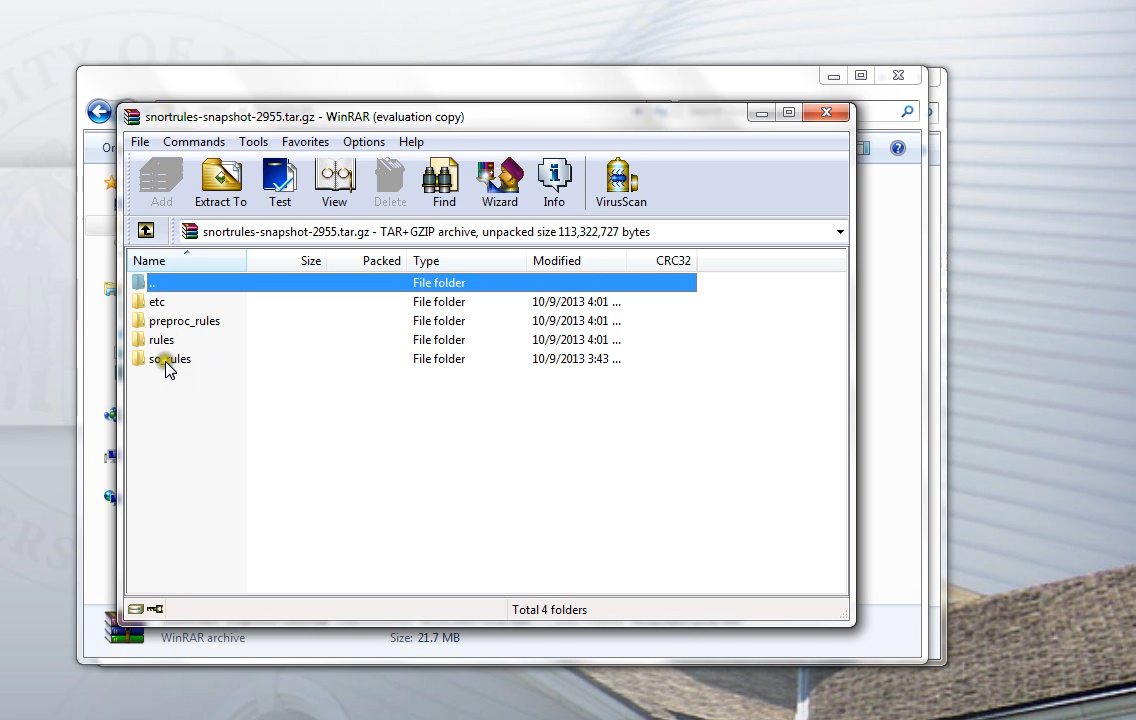 snortrules-snapshot-2955.tar.gz - WinRAR (evaluation copy)
File Commands Tools Favorites Options Help
Add Extract To Test View Delete Find Wizard Info VirusScan
snortrules-snapshot-2955.tar.gz - TAR+GZIP archive, unpacked size 113,322,727 bytes
Name Size Packed Type Modified CRC32
.. File folder
etc File folder 10/9/2013 4:01 ...
preproc_rules File folder 10/9/2013 4:01 ...
rules File folder 10/9/2013 4:01 ...
so_rules File folder 10/9/2013 3:43 ...
Total 4 folders
WinRAR archive Size: 21.7 MB